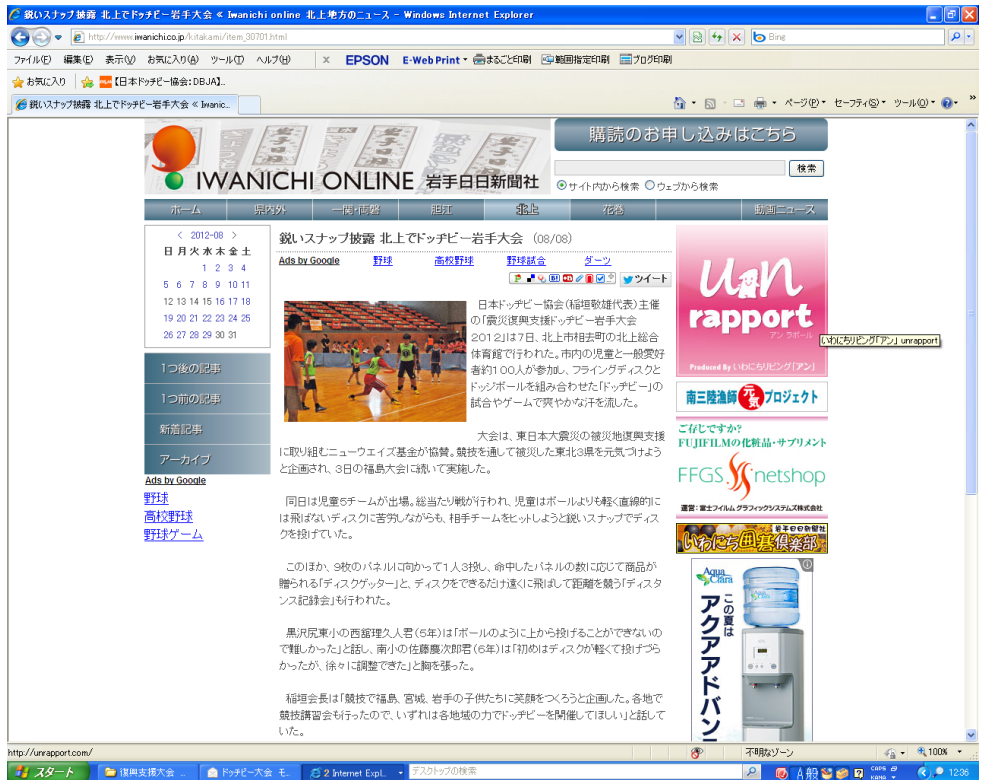 鋭いスナップ披露 北上でドッヂビー岩手大会 « Iwanichi online 北上地方のニュース - Windows Internet Explorer
http://www.iwanichi.co.jp/kitakami/item_30701.html
Bing
ファイル(F) 編集(E) 表示(V) お気に入り(A) ツール(T) ヘルプ(H)
x EPSON E-Web Print まるごと印刷 範囲指定印刷 ブログ印刷
お気に入り 【日本ドッヂビー協会:DBJA】...
鋭いスナップ披露 北上でドッヂビー岩手大会 « Iwanic...
ページ(P) セーフティ(S) ツール(O)
IWANICHI ONLINE 岩手日日新聞社
購読のお申し込みはこちら
検索
サイト内から検索 ウェブから検索
ホーム 県内外 一関・両磐 胆江 北上 花巻 動画ニュース
< 2012-08 >
日 月 火 水 木 金 土
1 2 3 4
5 6 7 8 9 10 11
12 13 14 15 16 17 18
19 20 21 22 23 24 25
26 27 28 29 30 31
1つ後の記事
1つ前の記事
新着記事
アーカイブ
Ads by Google
野球
高校野球
野球ゲーム
鋭いスナップ披露 北上でドッヂビー岩手大会 (08/08)
Ads by Google 野球 高校野球 野球試合 ダーツ
ツイート
日本ドッヂビー協会(稲垣敬雄代表)主催
の「震災復興支援ドッヂビー岩手大会
2012」は7日、北上市相去町の北上総合
体育館で行われた。市内の児童と一般愛好
者約100人が参加し、フライングディスクと
ドッジボールを組み合わせた「ドッヂビー」の
試合やゲームで爽やかな汗を流した。
大会は、東日本大震災の被災地復興支援
に取り組むニューウエイズ基金が協賛。競技を通して被災した東北3県を元気づけよう
と企画され、3日の福島大会に続いて実施した。
同日は児童5チームが出場。総当たり戦が行われ、児童はボールよりも軽く直線的に
は飛ばないディスクに苦労しながらも、相手チームをヒットしようと鋭いスナップでディス
クを投げていた。
このほか、9枚のパネルに向かって1人3投し、命中したパネルの数に応じて商品が
贈られる「ディスクゲッター」と、ディスクをできるだけ遠くに飛ばして距離を競う「ディスタ
ンス記録会」も行われた。
黒沢尻東小の西舘理久人君(5年)は「ボールのように上から投げることができないの
で難しかった」と話し、南小の佐藤慶次郎君(6年)は「初めはディスクが軽くて投げづら
かったが、徐々に調整できた」と胸を張った。
稲垣会長は「競技で福島、宮城、岩手の子供たちに笑顔をつくろうと企画した。各地で
競技講習会も行ったので、いずれは各地域の力でドッヂビーを開催してほしい」と話して
いた。
Un
rapport
アン ラポール
Produced By いわにちリビング「アン」
いわにちリビング「アン」 unrapport
南三陸漁師元気プロジェクト
ご存じですか?
FUJIFILMの化粧品・サプリメント
FFGS netshop
運営:富士フイルム グラフィックシステムズ株式会社
岩手日日新聞社
いわにち囲碁倶楽部
Aqua Clara
この夏は
アクアアドバン
http://unrapport.com/
不明なゾーン
100%
スタート
復興支援大会 ...
ドッヂビー大会 モ...
2 Internet Expl...
デスクトップの検索
A 般
CAPS
KANA
12:36